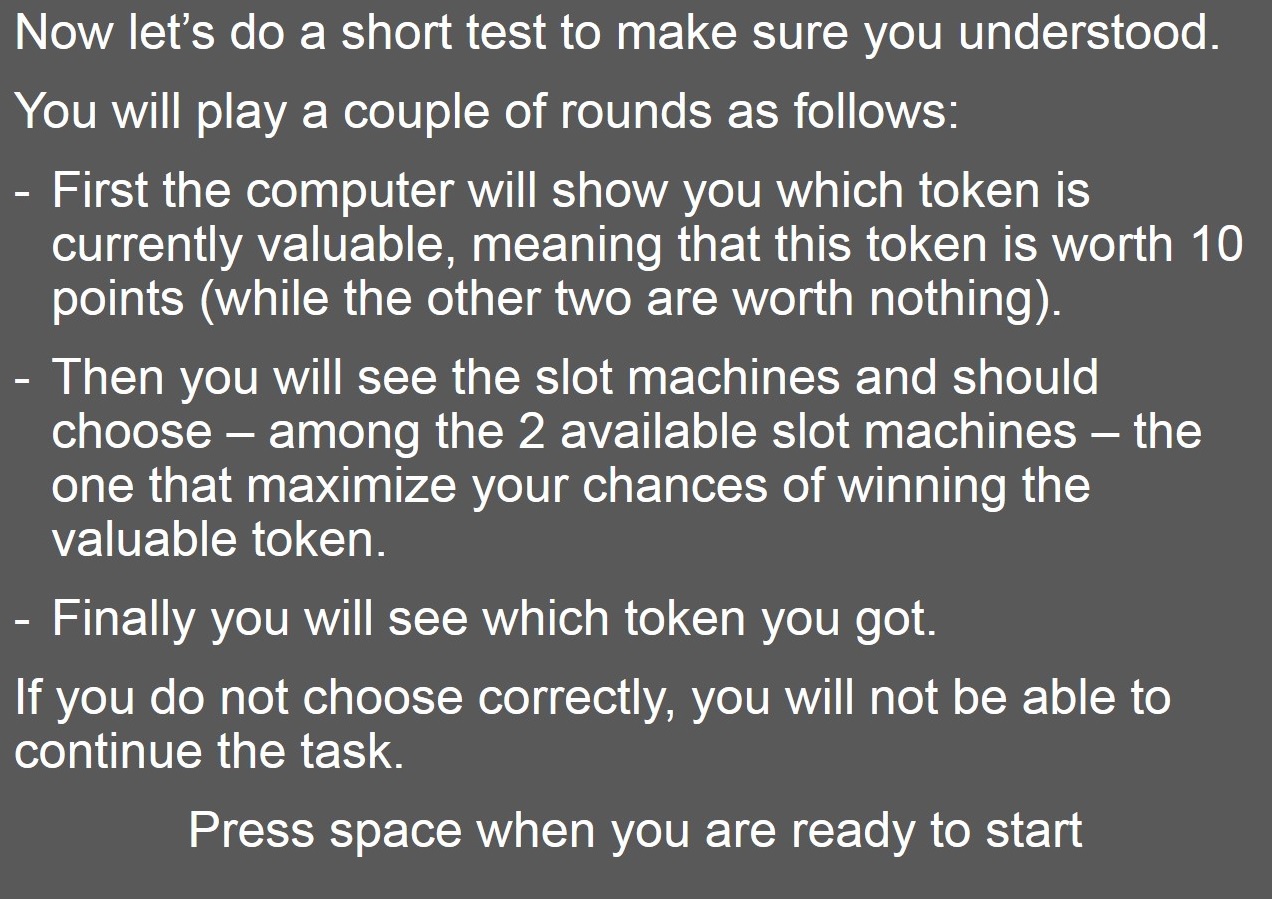 Now let’s do a short test to make sure you understood.
You will play a couple of rounds as follows:
- First the computer will show you which token is
currently valuable, meaning that this token is worth 10
points (while the other two are worth nothing).
- Then you will see the slot machines and should
choose – among the 2 available slot machines – the
one that maximize your chances of winning the
valuable token.
- Finally you will see which token you got.
If you do not choose correctly, you will not be able to
continue the task.
Press space when you are ready to start